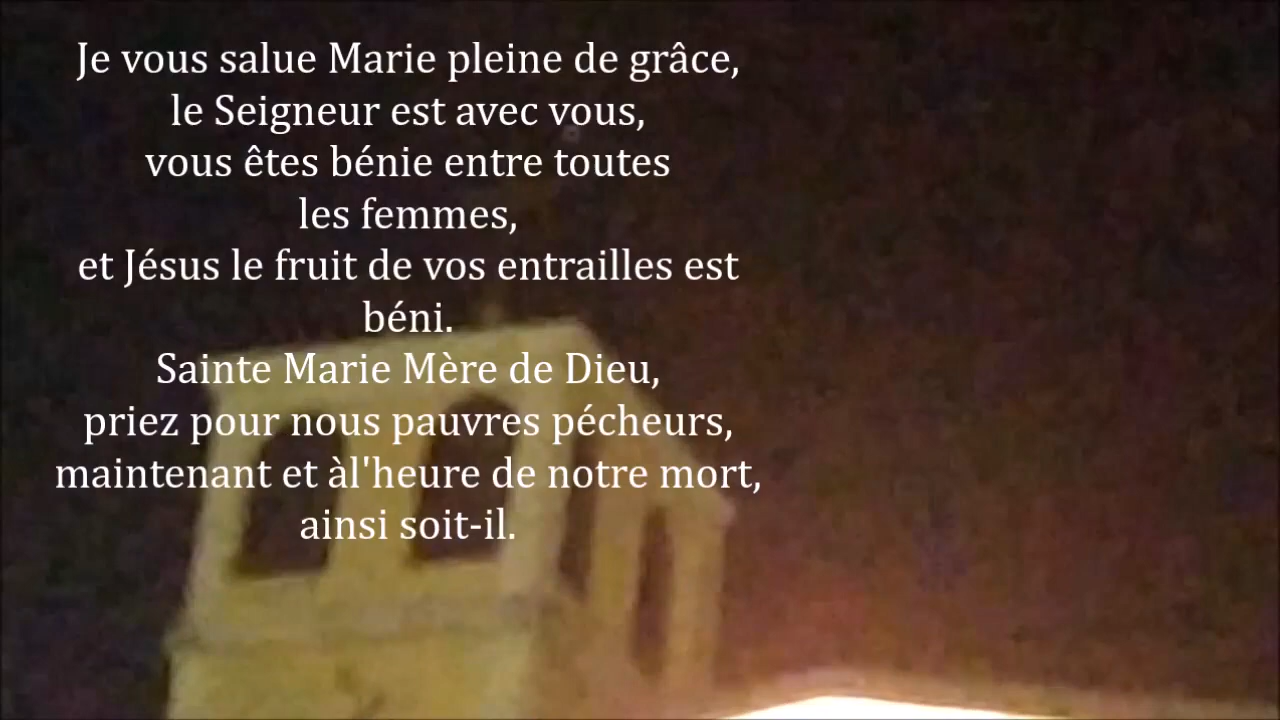 Je vous salue Marie pleine de grâce,
le Seigneur est avec vous,
vous êtes bénie entre toutes
les femmes,
et Jésus le fruit de vos entrailles est
béni.
Sainte Marie Mère de Dieu,
priez pour nous pauvres pécheurs,
maintenant et àl'heure de notre mort,
ainsi soit-il.